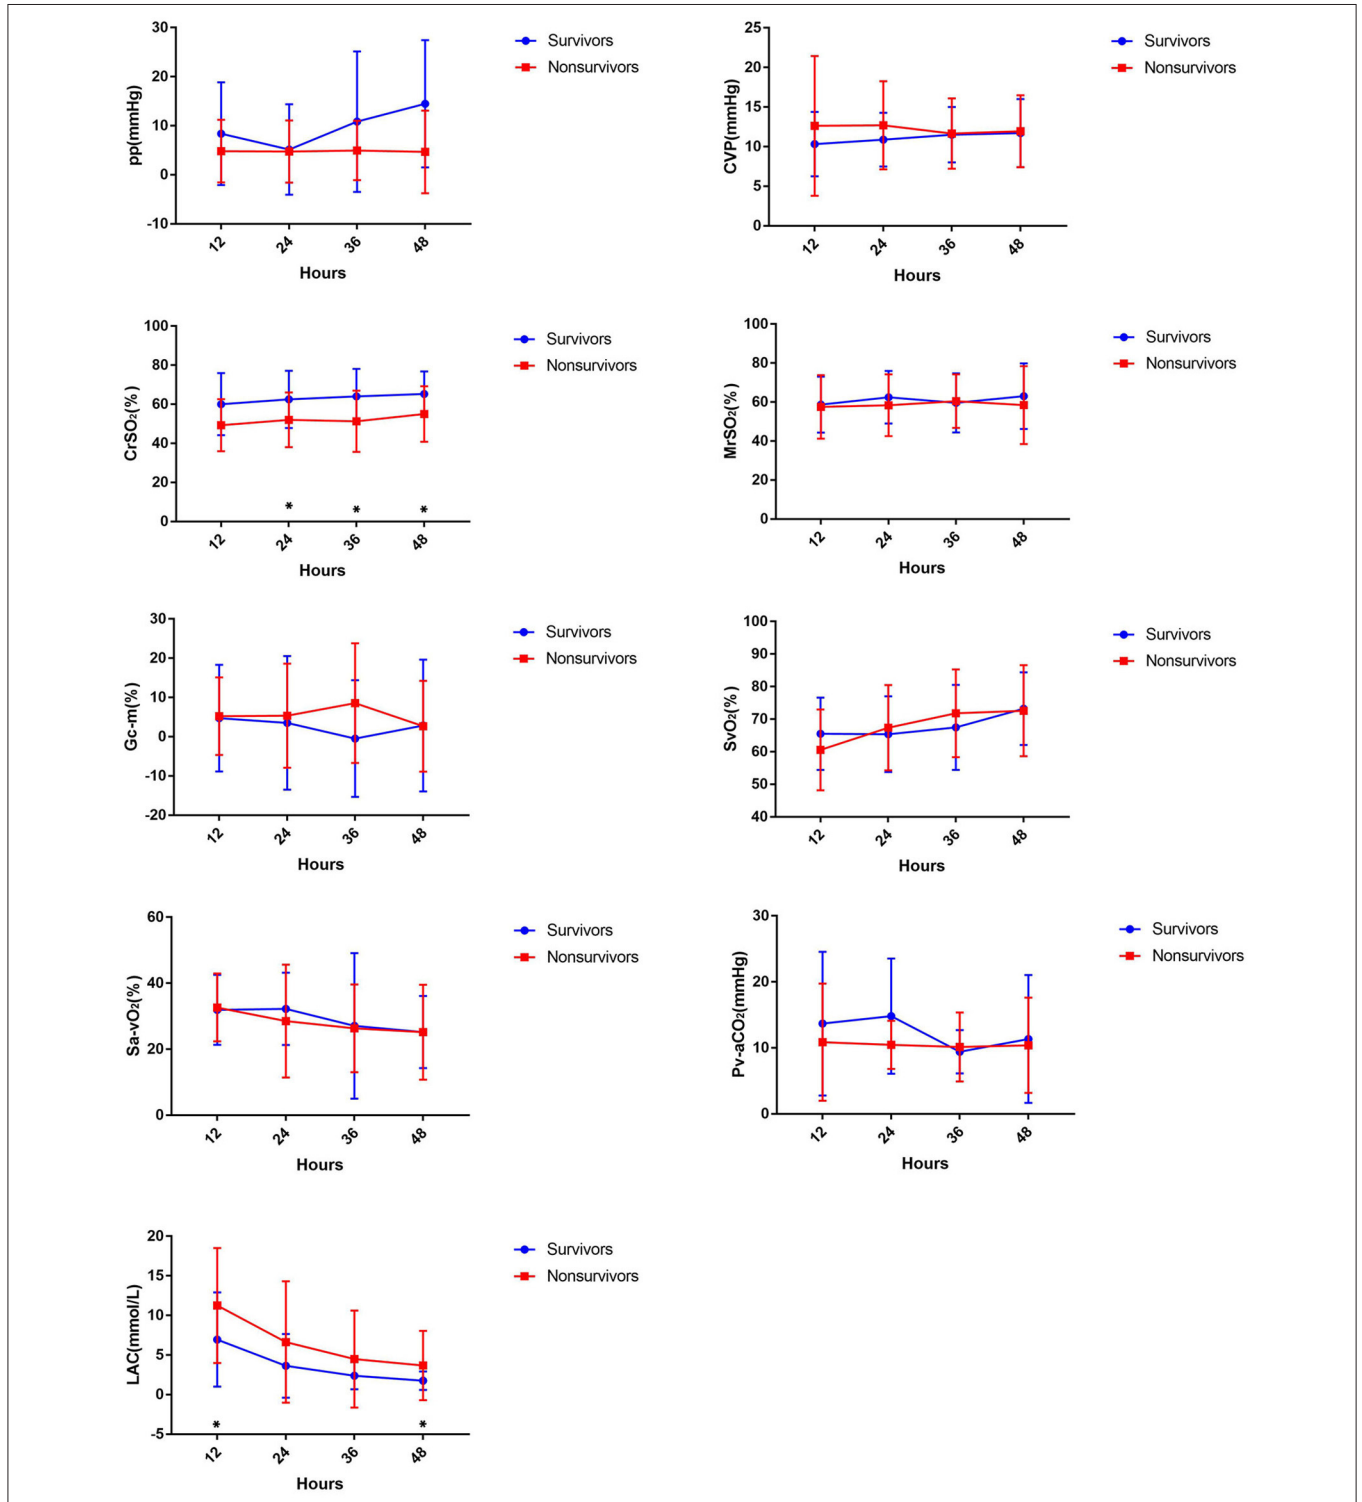 pp(mmHg)
30
20
10
0
-10
12 24 36 48
Hours
Survivors
Nonsurvivors
CVP(mmHg)
25
20
15
10
5
0
12 24 36 48
Hours
Survivors
Nonsurvivors
CrSO₂(%)
100
80
60
40
20
0
* * *
12 24 36 48
Hours
Survivors
Nonsurvivors
MrSO₂(%)
100
80
60
40
20
0
12 24 36 48
Hours
Survivors
Nonsurvivors
Gc-m(%)
30
20
10
0
-10
-20
12 24 36 48
Hours
Survivors
Nonsurvivors
SvO₂(%)
100
90
80
70
60
50
40
12 24 36 48
Hours
Survivors
Nonsurvivors
Sa-vO₂(%)
60
40
20
0
12 24 36 48
Hours
Survivors
Nonsurvivors
Pv-aCO₂(mmHg)
30
20
10
0
12 24 36 48
Hours
Survivors
Nonsurvivors
LAC(mmol/L)
20
15
10
5
0
-5
* *
12 24 36 48
Hours
Survivors
Nonsurvivors